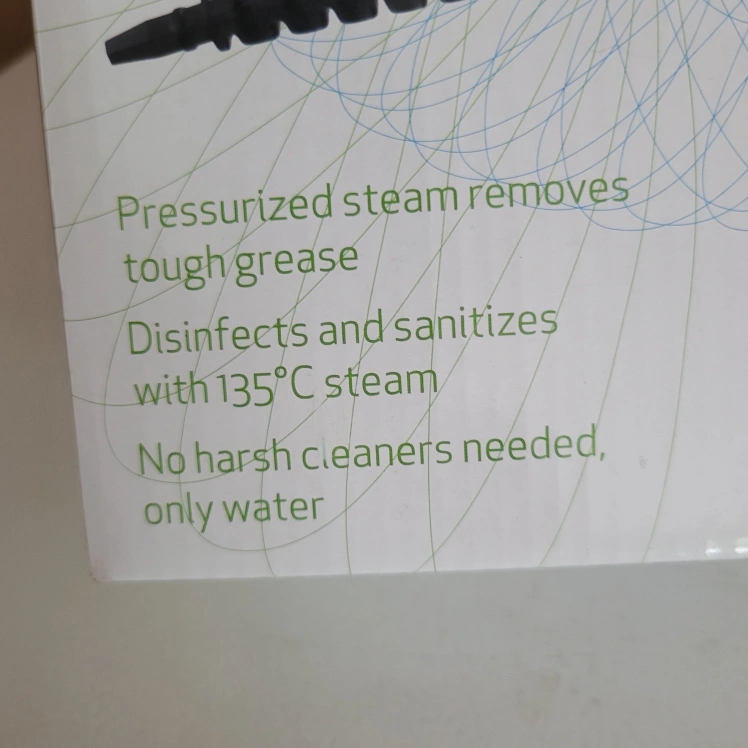 Pressurized steam removes
tough grease
Disinfects and sanitizes
with 135°C steam
No harsh cleaners needed,
only water